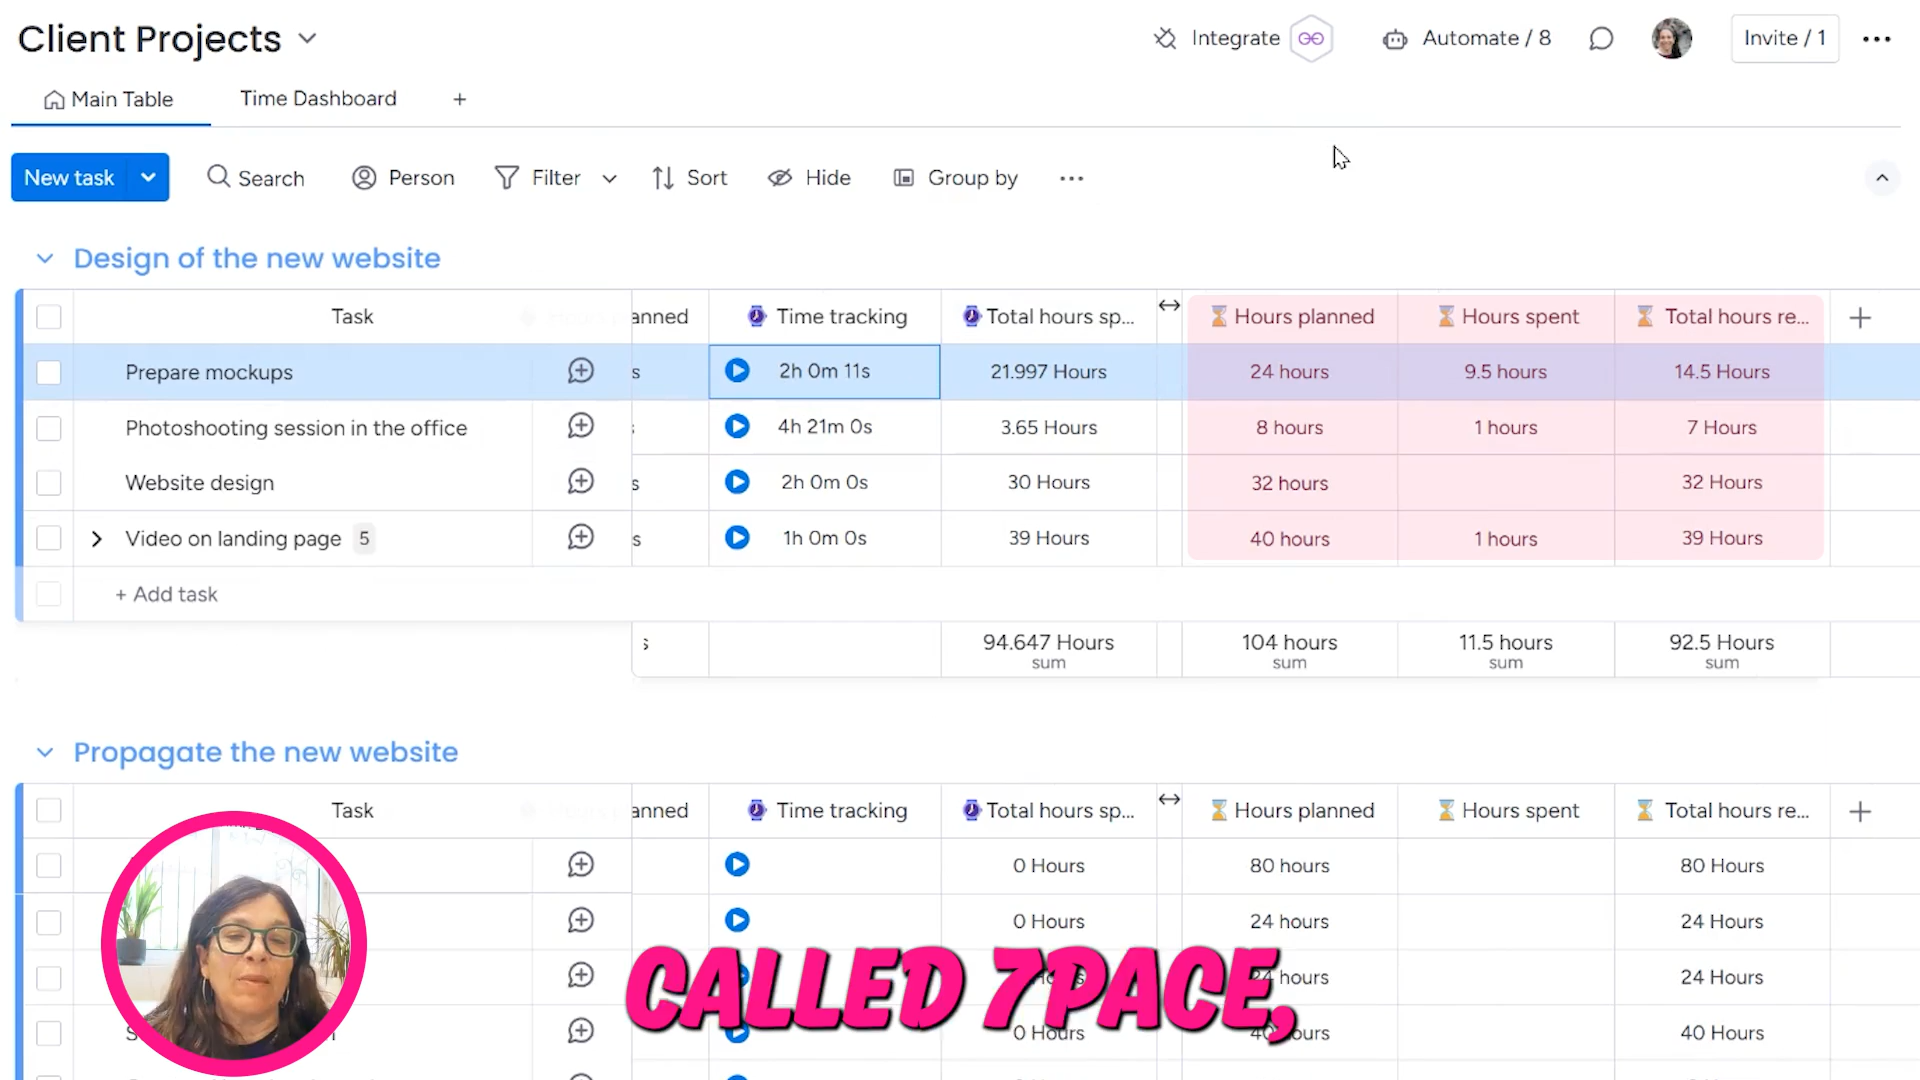 Client Projects
Integrate
Automate / 8
Invite / 1
Main Table
Time Dashboard
New task
Search
Person
Filter
Sort
Hide
Group by
Design of the new website
Task anned Time tracking Total hours sp... Hours planned Hours spent Total hours re...
Prepare mockups s 2h 0m 11s 21.997 Hours 24 hours 9.5 hours 14.5 Hours
Photoshooting session in the office 4h 21m 0s 3.65 Hours 8 hours 1 hours 7 Hours
Website design s 2h 0m 0s 30 Hours 32 hours 32 Hours
Video on landing page 5 s 1h 0m 0s 39 Hours 40 hours 1 hours 39 Hours
+ Add task
s 94.647 Hours 104 hours 11.5 hours 92.5 Hours
sum sum sum sum
Propagate the new website
Task anned Time tracking Total hours sp... Hours planned Hours spent Total hours re...
0 Hours 80 hours 80 Hours
0 Hours 24 hours 24 Hours
hours 24 Hours
CALLED 7PACE,
0 Hours 40 hours 40 Hours